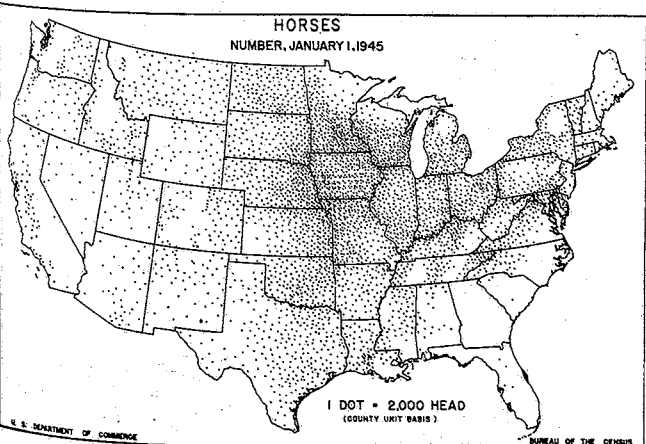 HORSES
NUMBER, JANUARY 1, 1945
1 DOT = 2,000 HEAD
(COUNTY UNIT BASIS)
U. S. DEPARTMENT OF COMMERCE
BUREAU OF THE CENSUS